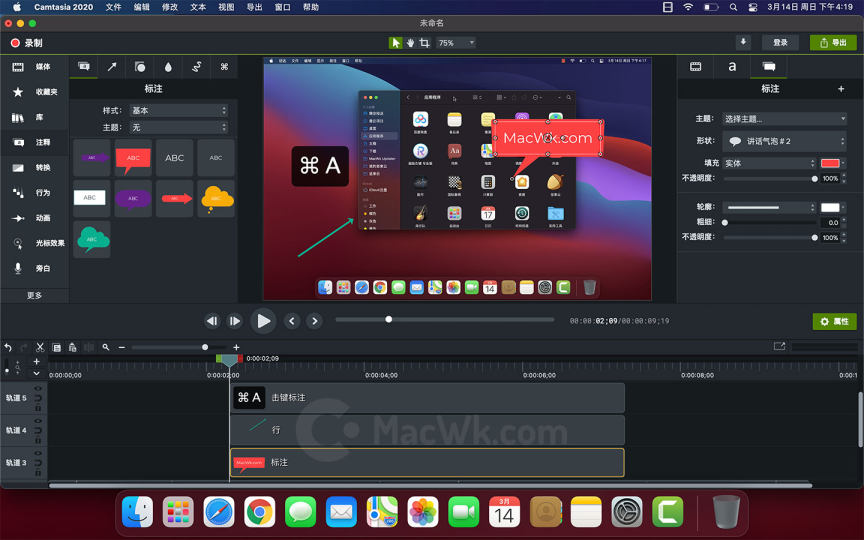 Camtasia 2020 文件 编辑 修改 文本 视图 导出 窗口 帮助
3月14日 周日 下午4:19
未命名
录制
75%
登录
导出
媒体
收藏夹
库
注释
转换
行为
动画
光标效果
旁白
更多
标注
样式: 基本
主题: 无
ABC
ABC
ABC
ABC
ABC
ABC
ABC
ABC
ABC
⌘ A
应用程序
MacWk.com
17
14
a
标注
主题: 选择主题...
形状: 讲话气泡 # 2
填充 实体
不透明度: 100%
轮廓:
粗细: 0.0
不透明度: 100%
00:00:02;09/00:00:09;19
属性
0:00:02;09
0:00:00;00
0:00:02;00
0:00:04;00
0:00:06;00
0:00:08;00
轨道 5
⌘ A 击键标注
轨道 4
行
轨道 3
MacWk.com 标注
MacWk.com
3月
14